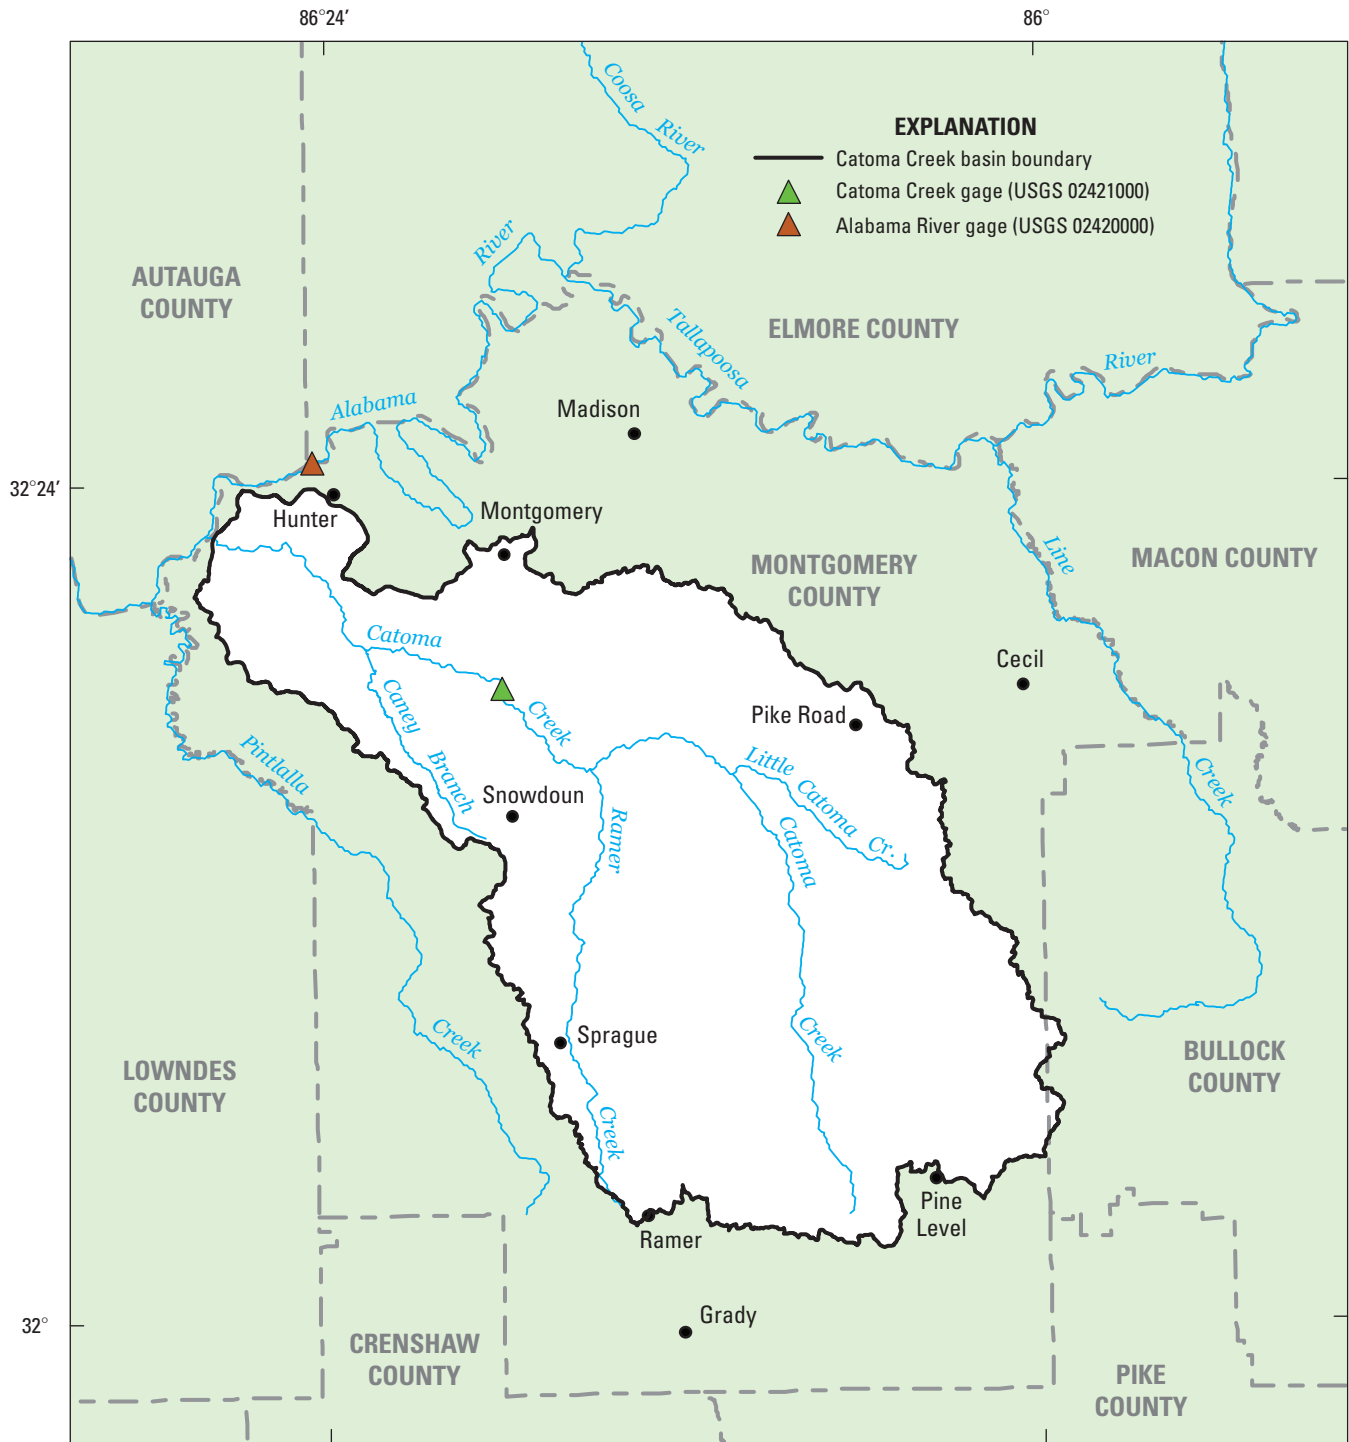 86°24′
86°
Coosa
River
EXPLANATION
Catoma Creek basin boundary
Catoma Creek gage (USGS 02421000)
Alabama River gage (USGS 02420000)
River
AUTAUGA
COUNTY
Tallapoosa
ELMORE COUNTY
River
Alabama
Madison
32°24′
Hunter
Montgomery
MONTGOMERY
COUNTY
Line
MACON COUNTY
Catoma
Cecil
Caney
Creek
Pike Road
Pintlalla
Branch
Little
Catoma
Cr.
Creek
Snowdoun
Ramer
Catoma
Creek
Sprague
Creek
LOWNDES
COUNTY
BULLOCK
COUNTY
Creek
Pine
Level
Ramer
Grady
32°
CRENSHAW
COUNTY
PIKE
COUNTY